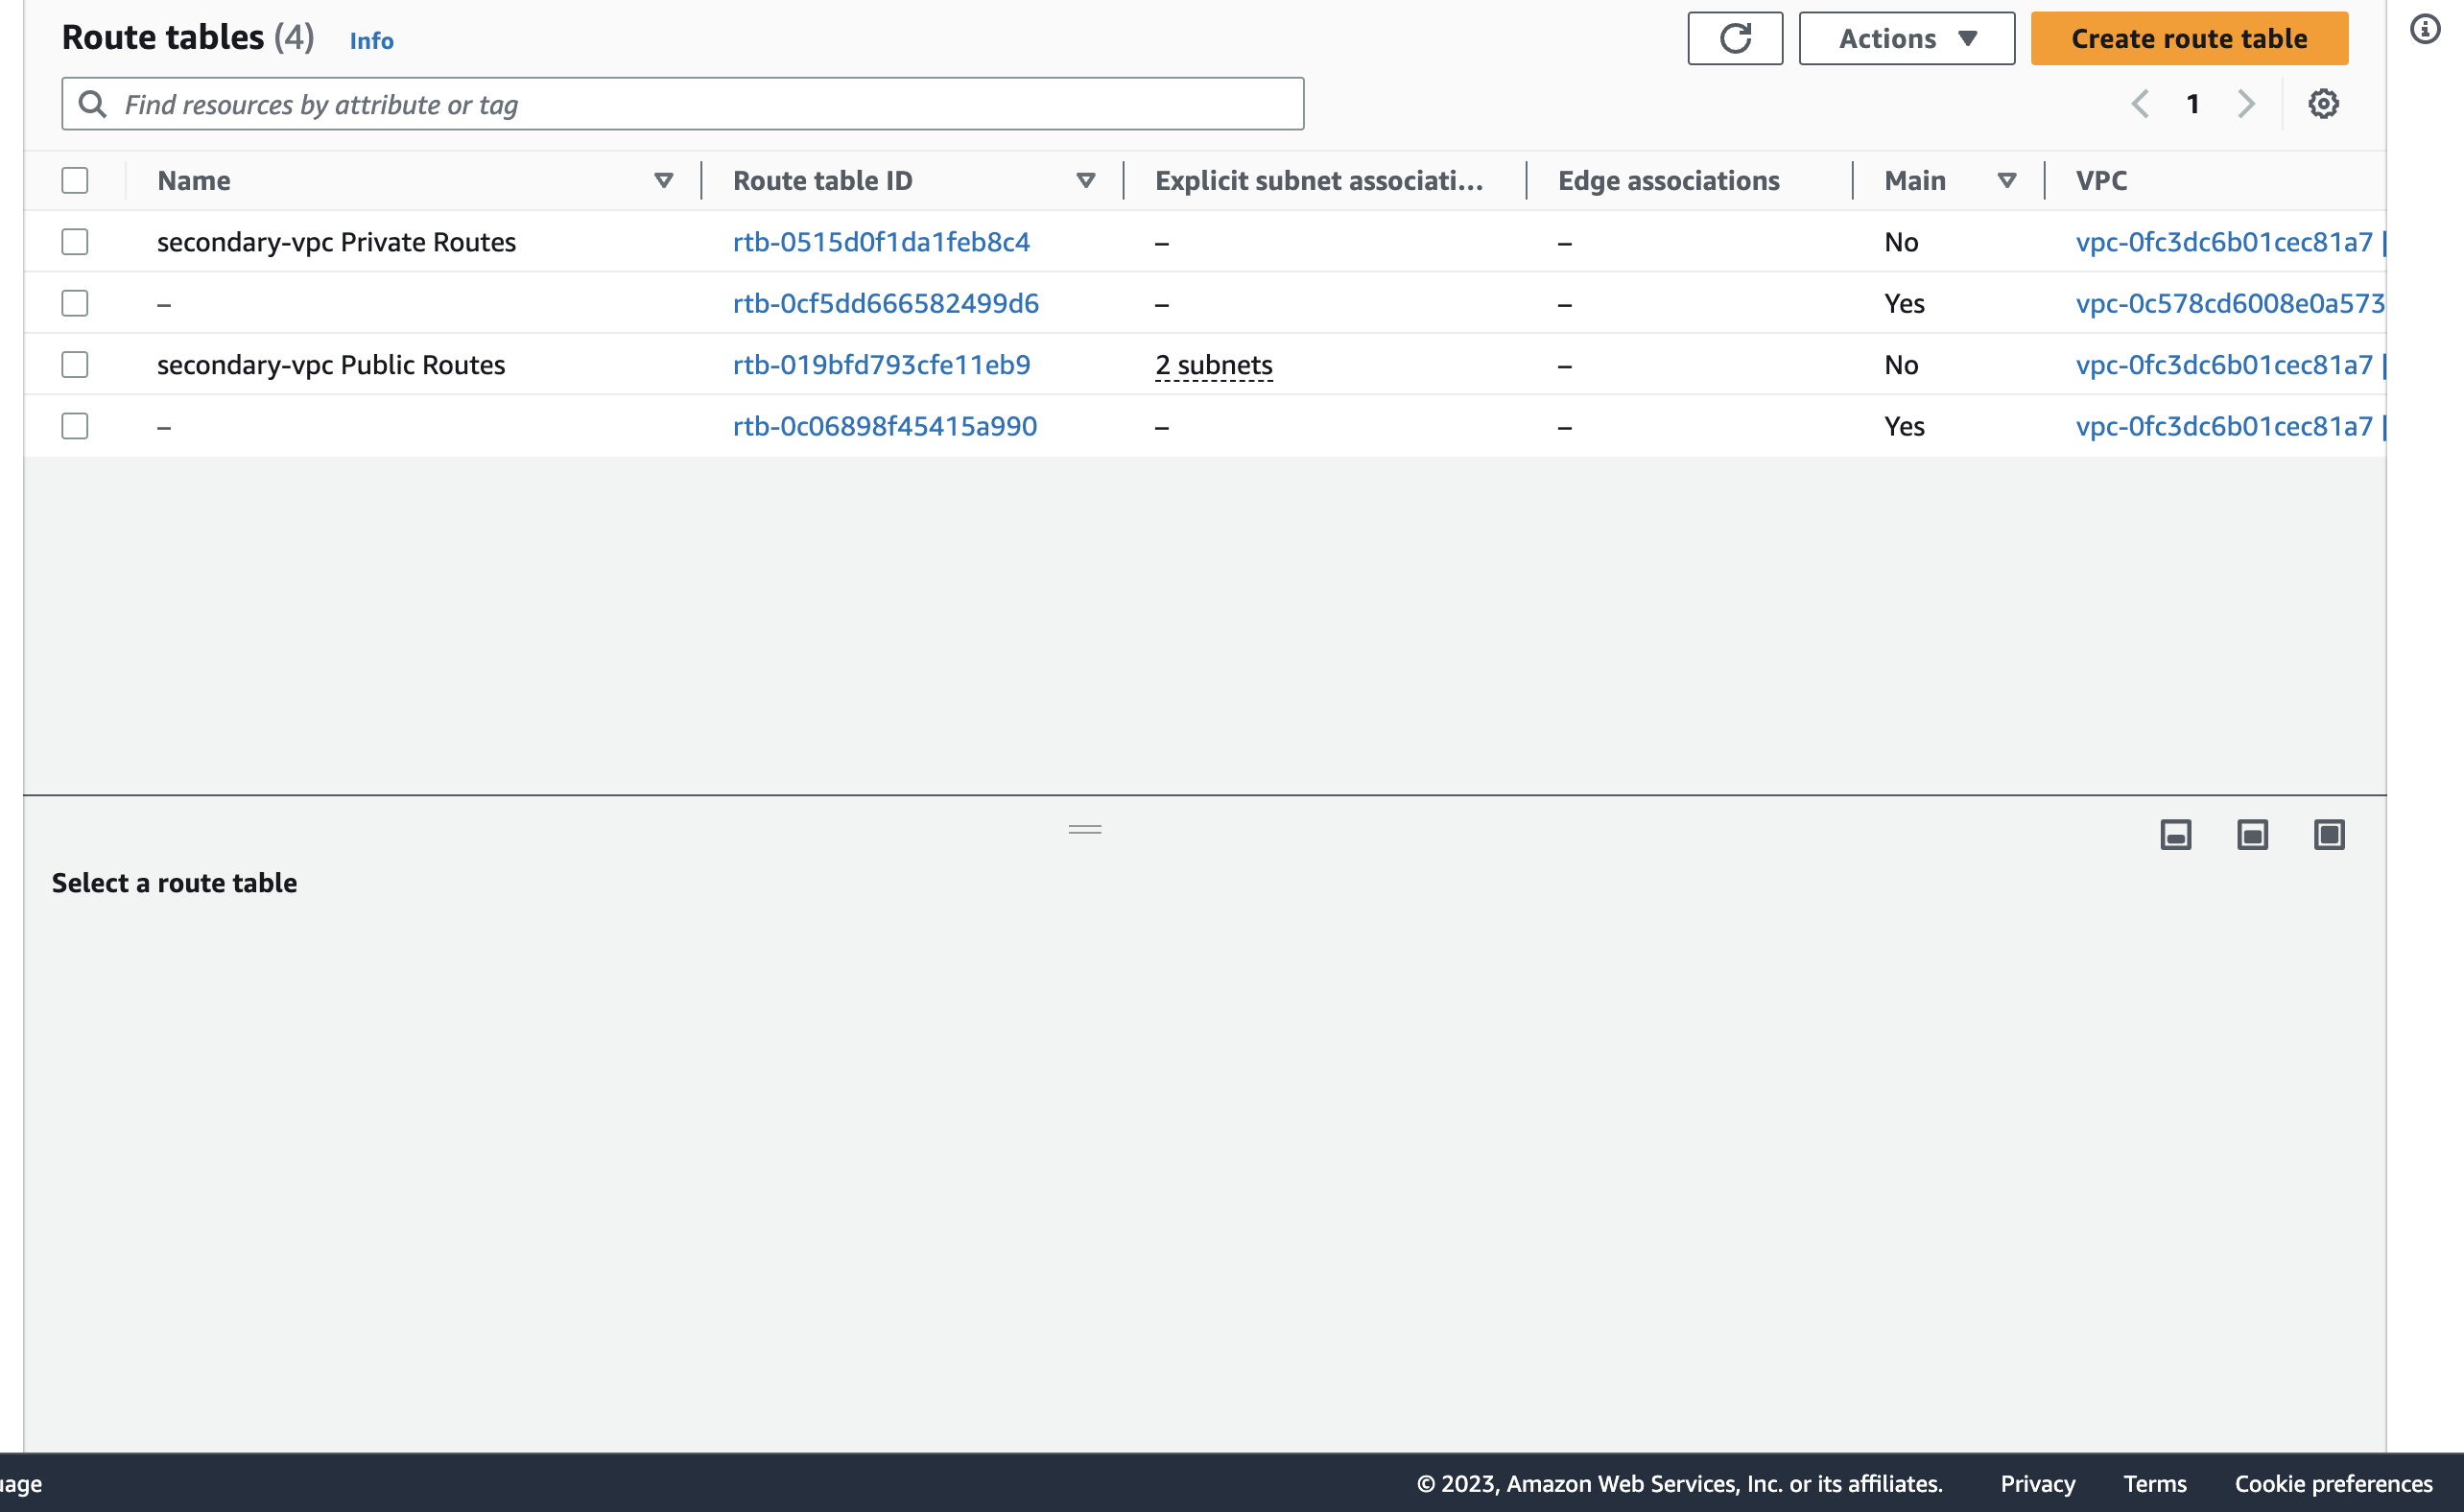 Route tables (4) Info
Actions
Create route table
Find resources by attribute or tag
1
Name Route table ID Explicit subnet associati... Edge associations Main VPC
secondary-vpc Private Routes rtb-0515d0f1da1feb8c4 – – No vpc-0fc3dc6b01cec81a7 |
– rtb-0cf5dd666582499d6 – – Yes vpc-0c578cd6008e0a573
secondary-vpc Public Routes rtb-019bfd793cfe11eb9 2 subnets – No vpc-0fc3dc6b01cec81a7 |
– rtb-0c06898f45415a990 – – Yes vpc-0fc3dc6b01cec81a7 |
Select a route table
uage © 2023, Amazon Web Services, Inc. or its affiliates. Privacy Terms Cookie preferences